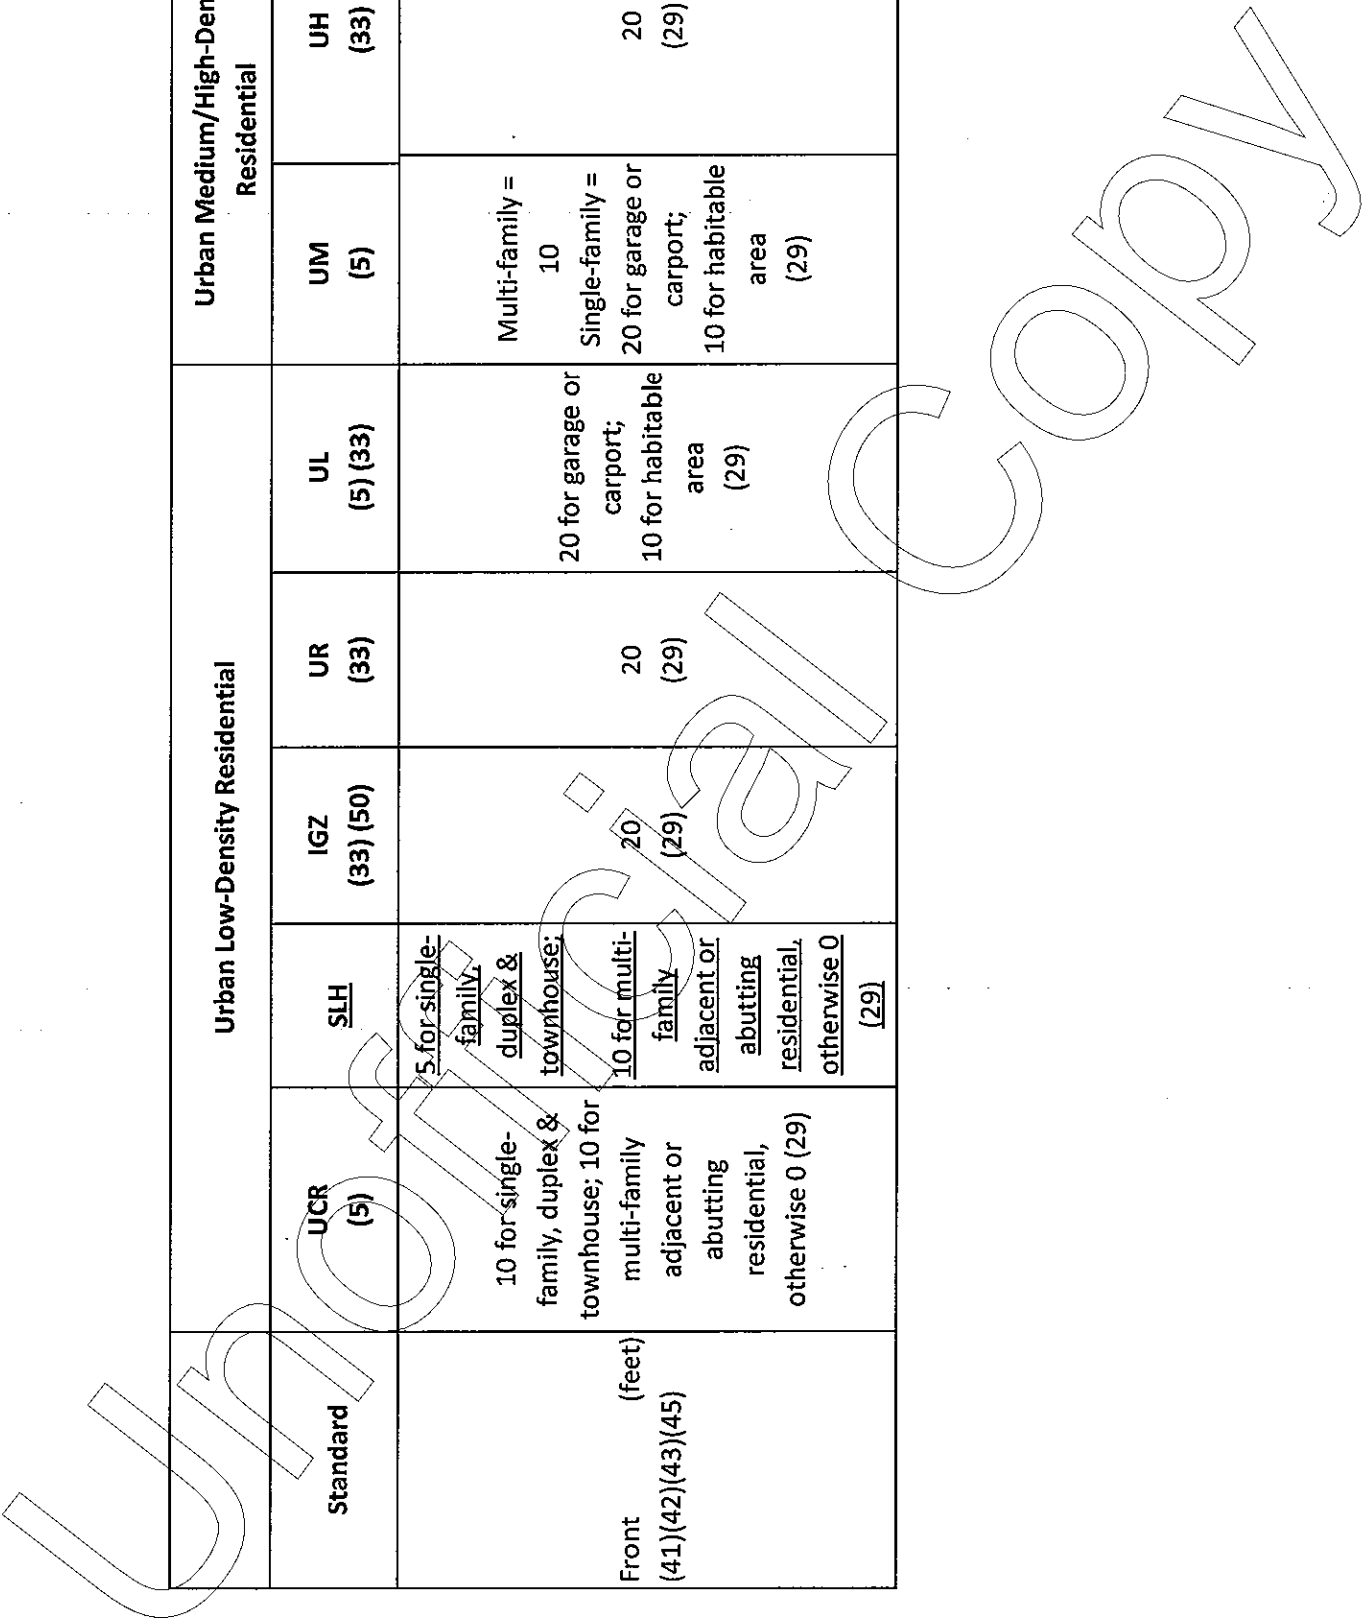 Urban Low-Density Residential
Urban Medium/High-Den
Residential
Standard
UCR
(5)
SLH
IGZ
(33) (50)
UR
(33)
UL
(5) (33)
UM
(5)
UH
(33)
Front (feet)
(41)(42)(43)(45)
10 for single-
family, duplex &
townhouse; 10 for
multi-family
adjacent or
abutting
residential,
otherwise 0 (29)
5 for single-
family,
duplex &
townhouse;
10 for multi-
family
adjacent or
abutting
residential,
otherwise 0
(29)
20
(29)
20
(29)
20 for garage or
carport;
10 for habitable
area
(29)
Multi-family =
10
Single-family =
20 for garage or
carport;
10 for habitable
area
(29)
20
(29)
Unofficial Copy